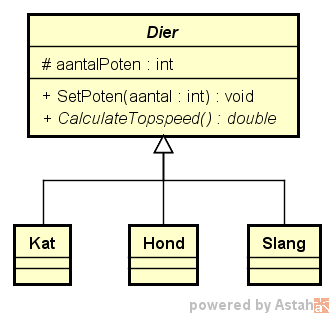 Dier
# aantalPoten : int
+ SetPoten(aantal : int) : void
+ CalculateTopspeed() : double
Kat
Hond
Slang
powered by Astah